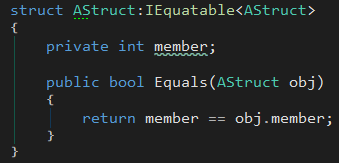 struct AStruct:IEquatable<AStruct>
{
private int member;
public bool Equals(AStruct obj)
{
return member == obj.member;
}
}